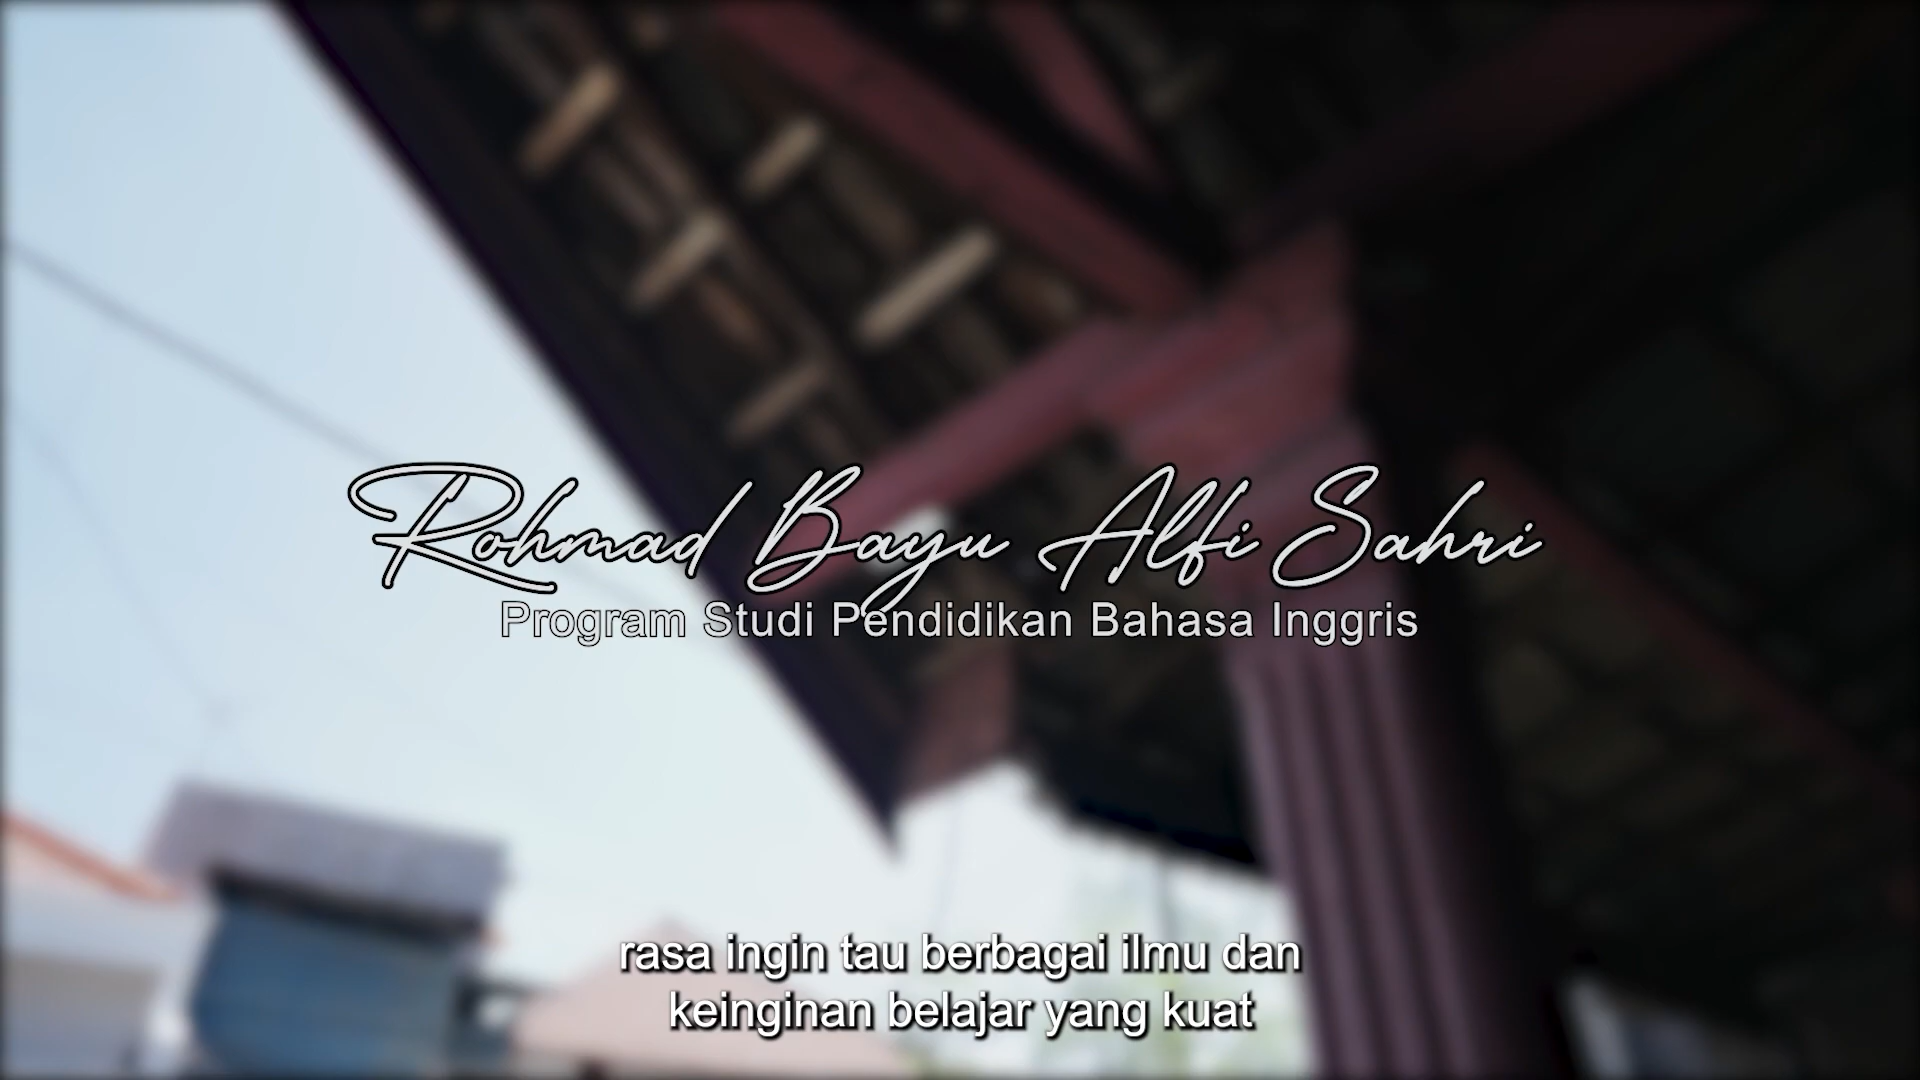 Rohmad Bayu Alfi Sahri
Program Studi Pendidikan Bahasa Inggris
rasa ingin tau berbagai ilmu dan
keinginan belajar yang kuat